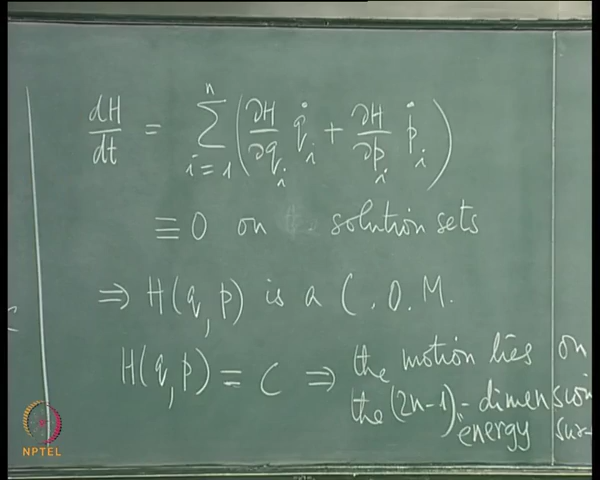 dH/dt = Σ_{i=1}^{n} (∂H/∂q_i q̇_i + ∂H/∂p_i ṗ_i)
≡ 0 on the solution sets
⇒ H(q,p) is a C.O.M.
H(q,p) = C ⇒ the motion lies on
the (2n-1)-dimension
"energy sur
NPTEL